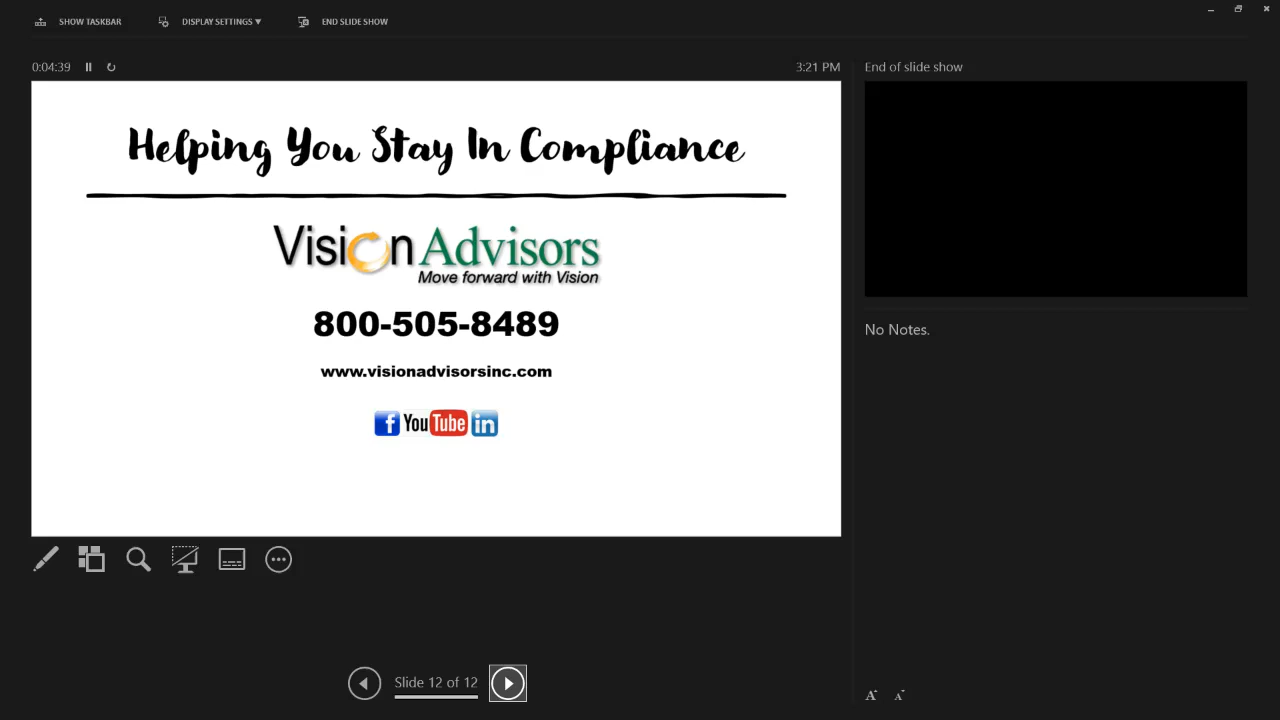 SHOW TASKBAR
DISPLAY SETTINGS ▼
END SLIDE SHOW
0:04:39
3:21 PM
End of slide show
Helping You Stay In Compliance
Vision Advisors
Move forward with Vision
800-505-8489
www.visionadvisorsinc.com
f YouTube in
No Notes.
Slide 12 of 12
A A